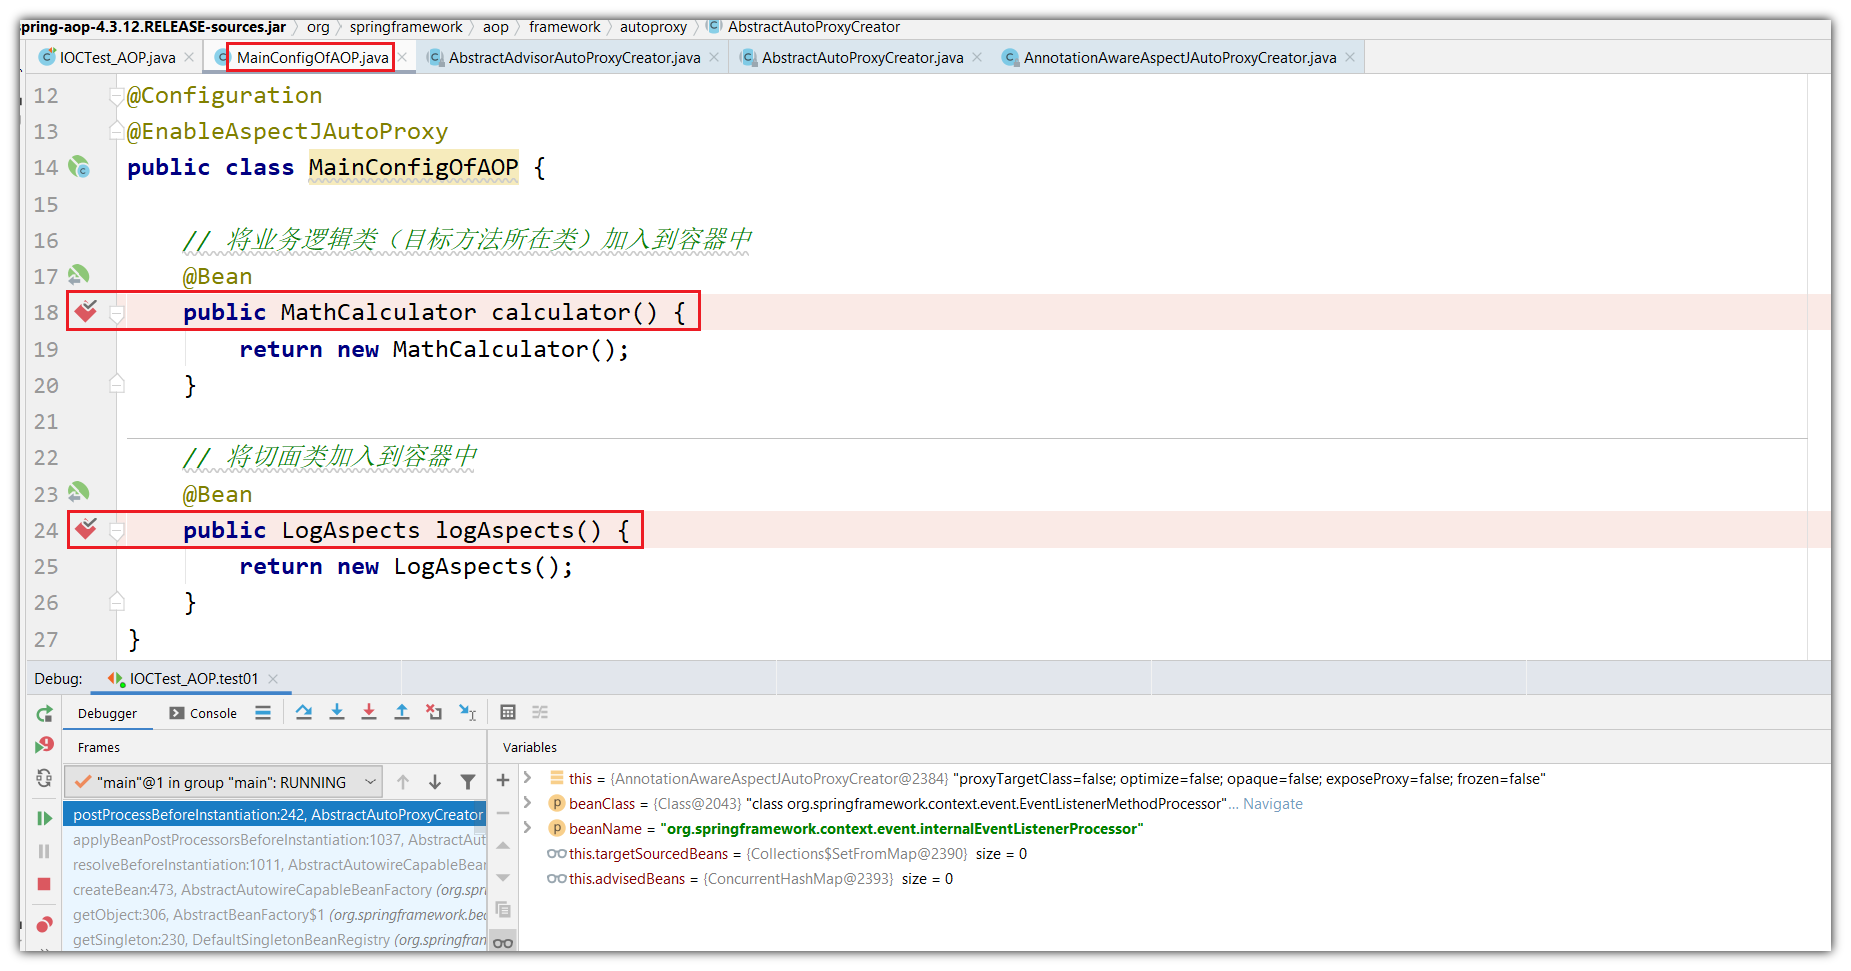 spring-aop-4.3.12.RELEASE-sources.jar org springframework aop framework autoproxy AbstractAutoProxyCreator
IOCTest_AOP.java MainConfigOfAOP.java AbstractAdvisorAutoProxyCreator.java AbstractAutoProxyCreator.java AnnotationAwareAspectJAutoProxyCreator.java
12 @Configuration
13 @EnableAspectJAutoProxy
14 public class MainConfigOfAOP {
15
16 // 将业务逻辑类（目标方法所在类）加入到容器中
17 @Bean
18 public MathCalculator calculator() {
19 return new MathCalculator();
20 }
21
22 // 将切面类加入到容器中
23 @Bean
24 public LogAspects logAspects() {
25 return new LogAspects();
26 }
27 }
Debug: IOCTest_AOP.test01
Debugger Console
Frames
"main"@1 in group "main": RUNNING
postProcessBeforeInstantiation:242, AbstractAutoProxyCreator
applyBeanPostProcessorsBeforeInstantiation:1037, AbstractAut
resolveBeforeInstantiation:1011, AbstractAutowireCapableBean
createBean:473, AbstractAutowireCapableBeanFactory (org.spri
getObject:306, AbstractBeanFactory$1 (org.springframework.bea
getSingleton:230, DefaultSingletonBeanRegistry (org.springfran
Variables
this = {AnnotationAwareAspectJAutoProxyCreator@2384} "proxyTargetClass=false; optimize=false; opaque=false; exposeProxy=false; frozen=false"
beanClass = {Class@2043} "class org.springframework.context.event.EventListenerMethodProcessor"... Navigate
beanName = "org.springframework.context.event.internalEventListenerProcessor"
this.targetSourcedBeans = {Collections$SetFromMap@2390} size = 0
this.advisedBeans = {ConcurrentHashMap@2393} size = 0